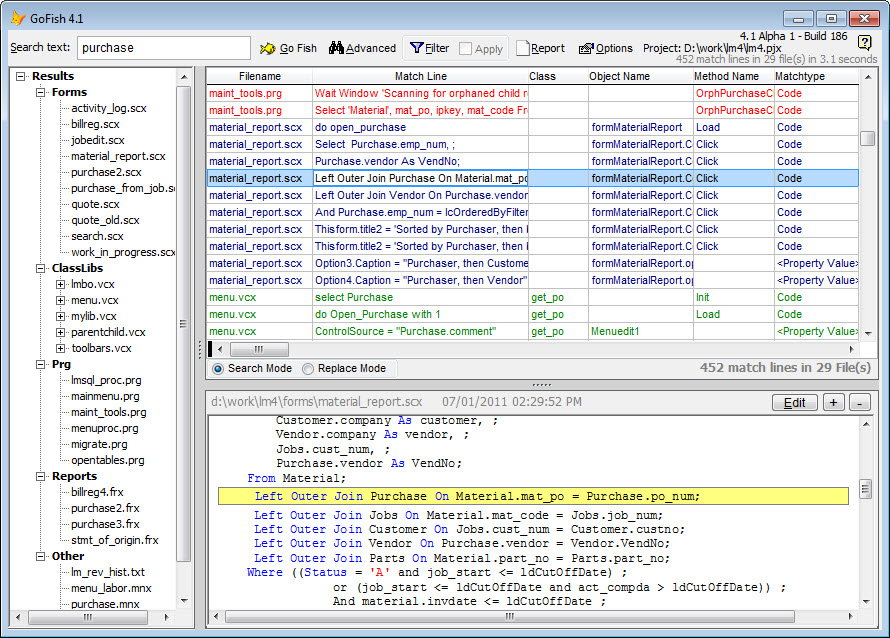 GoFish 4.1
Search text: purchase Go Fish Advanced Filter Apply Report Options Project: D:\work\lm4\lm4.pjx
4.1 Alpha 1 - Build 186
452 match lines in 29 file(s) in 3.1 seconds
Results
Forms
activity_log.scx
billreg.scx
jobedit.scx
material_report.scx
purchase2.scx
purchase_from_job.s
quote.scx
quote_old.scx
search.scx
work_in_progress.scx
ClassLibs
lmbo.vcx
menu.vcx
mylib.vcx
parentchild.vcx
toolbars.vcx
Prg
lmsql_proc.prg
mainmenu.prg
maint_tools.prg
menuproc.prg
migrate.prg
opentables.prg
Reports
billreg4.frx
purchase2.frx
purchase3.frx
stmt_of_origin.frx
Other
lm_rev_hist.txt
menu_labor.mnx
purchase.mnx
Filename Match Line Class Object Name Method Name Matchtype
maint_tools.prg Wait Window 'Scanning for orphaned child r OrphPurchaseC Code
maint_tools.prg Select 'Material', mat_po, ipkey, mat_code Fr OrphPurchaseC Code
material_report.scx do open_purchase formMaterialReport Load Code
material_report.scx Select Purchase.emp_num, ; formMaterialReport.C Click Code
material_report.scx Purchase.vendor As VendNo; formMaterialReport.C Click Code
material_report.scx Left Outer Join Purchase On Material.mat_po formMaterialReport.C Click Code
material_report.scx Left Outer Join Vendor On Purchase.vendor formMaterialReport.C Click Code
material_report.scx And Purchase.emp_num = lcOrderedByFilter formMaterialReport.C Click Code
material_report.scx Thisform.title2 = 'Sorted by Purchaser, then formMaterialReport.C Click Code
material_report.scx Thisform.title2 = 'Sorted by Purchaser, then formMaterialReport.C Click Code
material_report.scx Option3.Caption = "Purchaser, then Custome formMaterialReport.op <Property Value>
material_report.scx Option4.Caption = "Purchaser, then Vendor" formMaterialReport.op <Property Value>
menu.vcx select Purchase get_po Init Code
menu.vcx do Open_Purchase with 1 get_po Load Code
menu.vcx ControlSource = "Purchase.comment" get_po Menuedit1 <Property Value>
Search Mode Replace Mode 452 match lines in 29 File(s)
d:\work\lm4\forms\material_report.scx 07/01/2011 02:29:52 PM Edit + -
Customer.company As customer, ;
Vendor.company As vendor, ;
Jobs.cust_num, ;
Purchase.vendor As VendNo;
From Material;
Left Outer Join Purchase On Material.mat_po = Purchase.po_num;
Left Outer Join Jobs On Material.mat_code = Jobs.job_num;
Left Outer Join Customer On Jobs.cust_num = Customer.custno;
Left Outer Join Vendor On Purchase.vendor = Vendor.VendNo;
Left Outer Join Parts On Material.part_no = Parts.part_no;
Where ((Status = 'A' and job_start <= ldCutOffDate) ;
or (job_start <= ldCutOffDate and act_compda > ldCutOffDate)) ;
And material.invdate <= ldCutOffDate ;